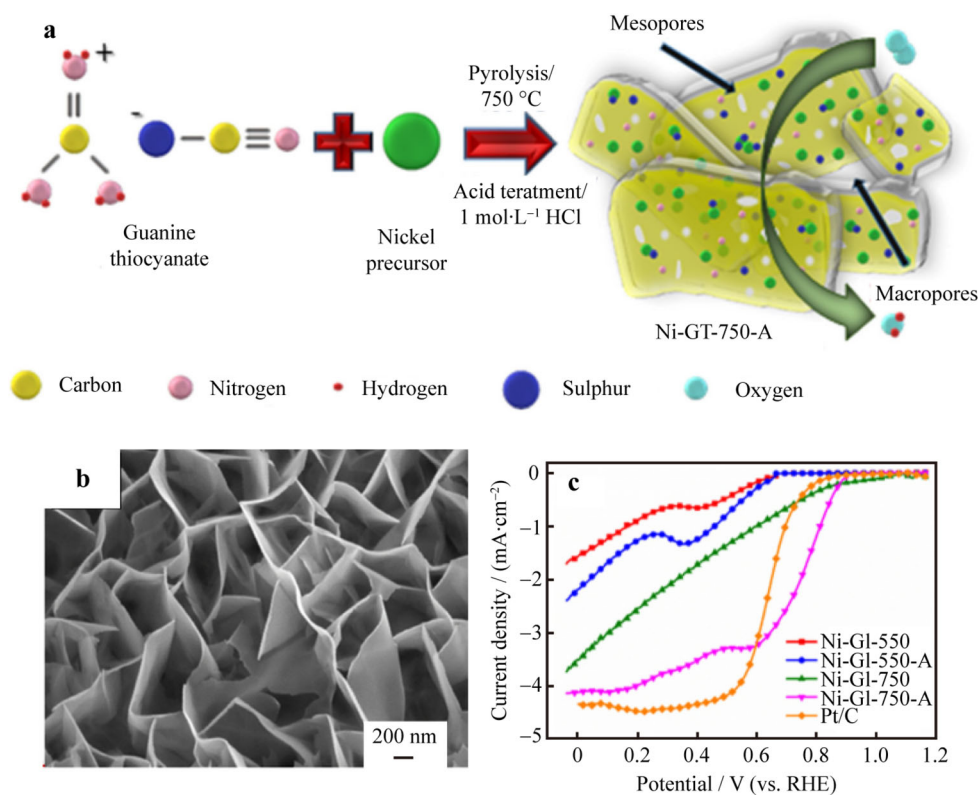 a
+
-
Guanine
thiocyanate
Nickel
precursor
Pyrolysis/
750 °C
Acid teratment/
1 mol·L⁻¹ HCl
Mesopores
Macropores
Ni-GT-750-A
Carbon
Nitrogen
Hydrogen
Sulphur
Oxygen
b
200 nm
c
Current density / (mA·cm⁻²)
0
−1
−2
−3
−4
−5
Ni-Gl-550
Ni-Gl-550-A
Ni-Gl-750
Ni-Gl-750-A
Pt/C
0 0.2 0.4 0.6 0.8 1.0 1.2
Potential / V (vs. RHE)